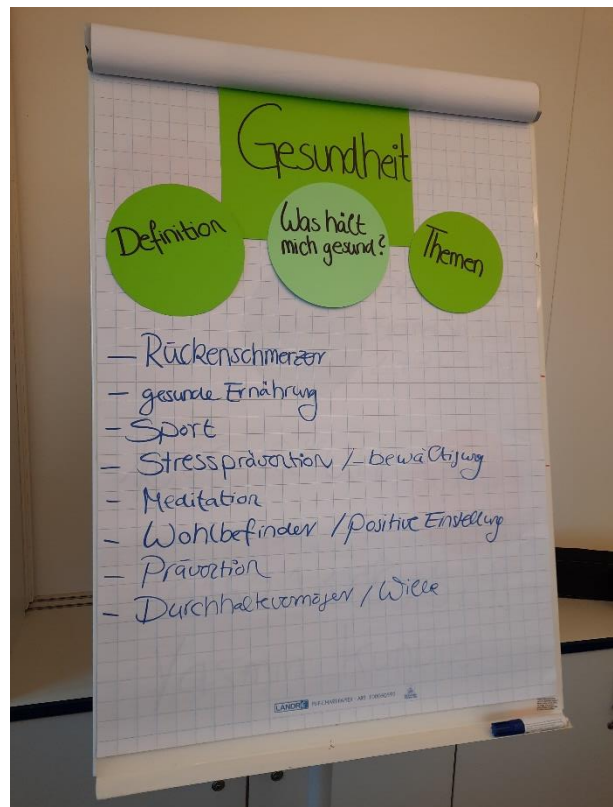 Gesundheit
Definition
Was hält
mich gesund?
Themen
– Rückenschmerzen
– gesunde Ernährung
– Sport
– Stressprävention / -bewältigung
– Meditation
– Wohlbefinden / positive Einstellung
– Prävention
– Durchhaltevermögen / Wille
LANDRÉ